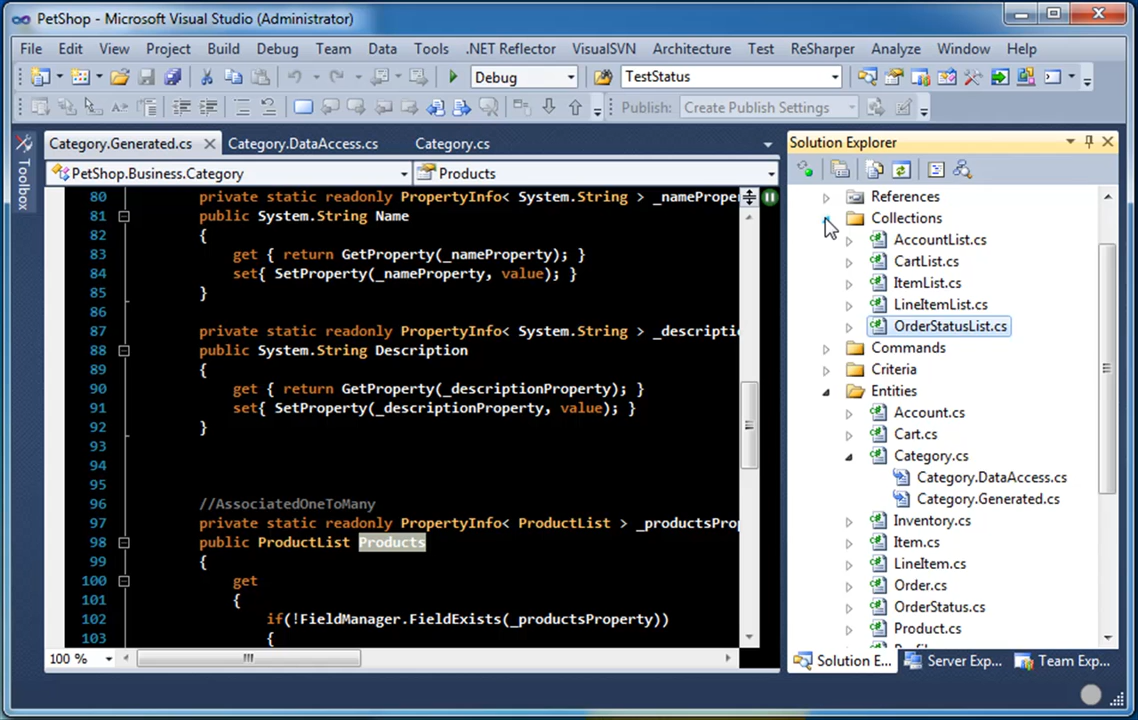 PetShop - Microsoft Visual Studio (Administrator)
File Edit View Project Build Debug Team Data Tools .NET Reflector VisualSVN Architecture Test ReSharper Analyze Window Help
Debug TestStatus
Publish: Create Publish Settings
Toolbox
Category.Generated.cs Category.DataAccess.cs Category.cs
PetShop.Business.Category Products
80 private static readonly PropertyInfo< System.String > _nameProper
81 public System.String Name
82 {
83 get { return GetProperty(_nameProperty); }
84 set{ SetProperty(_nameProperty, value); }
85 }
86
87 private static readonly PropertyInfo< System.String > _descriptio
88 public System.String Description
89 {
90 get { return GetProperty(_descriptionProperty); }
91 set{ SetProperty(_descriptionProperty, value); }
92 }
93
94
95
96 //AssociatedOneToMany
97 private static readonly PropertyInfo< ProductList > _productsProp
98 public ProductList Products
99 {
100 get
101 {
102 if(!FieldManager.FieldExists(_productsProperty))
103 {
100 %
Solution Explorer
References
Collections
AccountList.cs
CartList.cs
ItemList.cs
LineItemList.cs
OrderStatusList.cs
Commands
Criteria
Entities
Account.cs
Cart.cs
Category.cs
Category.DataAccess.cs
Category.Generated.cs
Inventory.cs
Item.cs
LineItem.cs
Order.cs
OrderStatus.cs
Product.cs
Solution E... Server Exp... Team Exp...